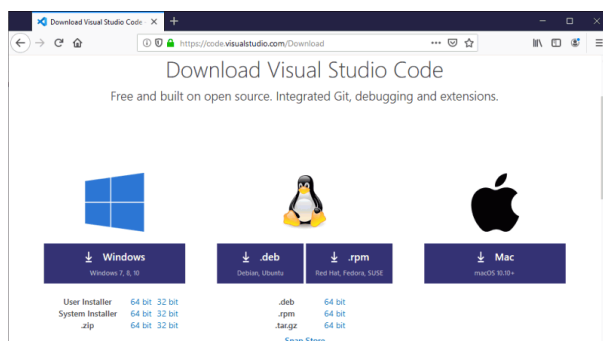 Download Visual Studio Code
https://code.visualstudio.com/Download
Download Visual Studio Code
Free and built on open source. Integrated Git, debugging and extensions.
Windows
Windows 7, 8, 10
.deb
Debian, Ubuntu
.rpm
Red Hat, Fedora, SUSE
Mac
macOS 10.10+
User Installer 64 bit 32 bit
System Installer 64 bit 32 bit
.zip 64 bit 32 bit
.deb 64 bit
.rpm 64 bit
.tar.gz 64 bit
Snap Store